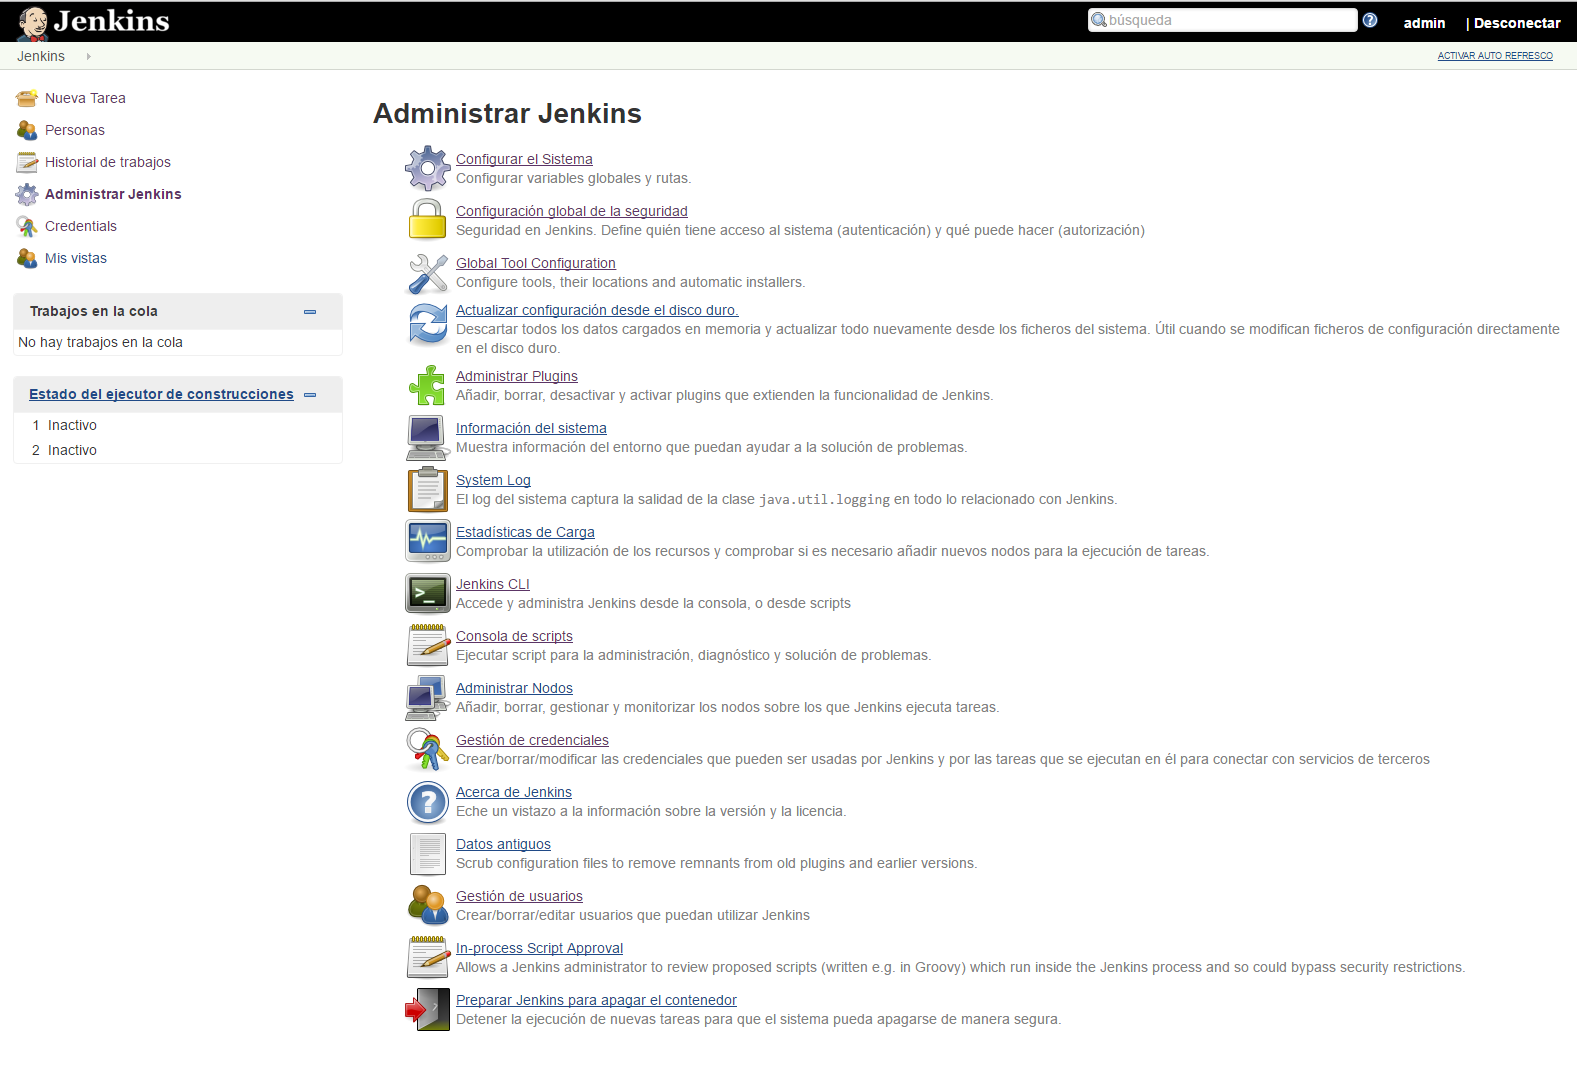 Jenkins
búsqueda
admin
| Desconectar
Jenkins
ACTIVAR AUTO REFRESCO
Nueva Tarea
Personas
Historial de trabajos
Administrar Jenkins
Credentials
Mis vistas
Trabajos en la cola
No hay trabajos en la cola
Estado del ejecutor de construcciones
1 Inactivo
2 Inactivo
Administrar Jenkins
Configurar el Sistema
Configurar variables globales y rutas.
Configuración global de la seguridad
Seguridad en Jenkins. Define quién tiene acceso al sistema (autenticación) y qué puede hacer (autorización)
Global Tool Configuration
Configure tools, their locations and automatic installers.
Actualizar configuración desde el disco duro.
Descartar todos los datos cargados en memoria y actualizar todo nuevamente desde los ficheros del sistema. Útil cuando se modifican ficheros de configuración directamente
en el disco duro.
Administrar Plugins
Añadir, borrar, desactivar y activar plugins que extienden la funcionalidad de Jenkins.
Información del sistema
Muestra información del entorno que puedan ayudar a la solución de problemas.
System Log
El log del sistema captura la salida de la clase java.util.logging en todo lo relacionado con Jenkins.
Estadísticas de Carga
Comprobar la utilización de los recursos y comprobar si es necesario añadir nuevos nodos para la ejecución de tareas.
Jenkins CLI
Accede y administra Jenkins desde la consola, o desde scripts
Consola de scripts
Ejecutar script para la administración, diagnóstico y solución de problemas.
Administrar Nodos
Añadir, borrar, gestionar y monitorizar los nodos sobre los que Jenkins ejecuta tareas.
Gestión de credenciales
Crear/borrar/modificar las credenciales que pueden ser usadas por Jenkins y por las tareas que se ejecutan en él para conectar con servicios de terceros
Acerca de Jenkins
Eche un vistazo a la información sobre la versión y la licencia.
Datos antiguos
Scrub configuration files to remove remnants from old plugins and earlier versions.
Gestión de usuarios
Crear/borrar/editar usuarios que puedan utilizar Jenkins
In-process Script Approval
Allows a Jenkins administrator to review proposed scripts (written e.g. in Groovy) which run inside the Jenkins process and so could bypass security restrictions.
Preparar Jenkins para apagar el contenedor
Detener la ejecución de nuevas tareas para que el sistema pueda apagarse de manera segura.